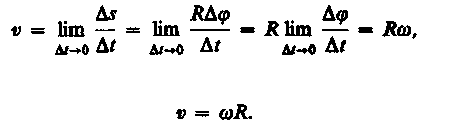 v = lim_{Δt→0} Δs/Δt = lim_{Δt→0} RΔφ/Δt = R lim_{Δt→0} Δφ/Δt = Rω,
v = ωR.